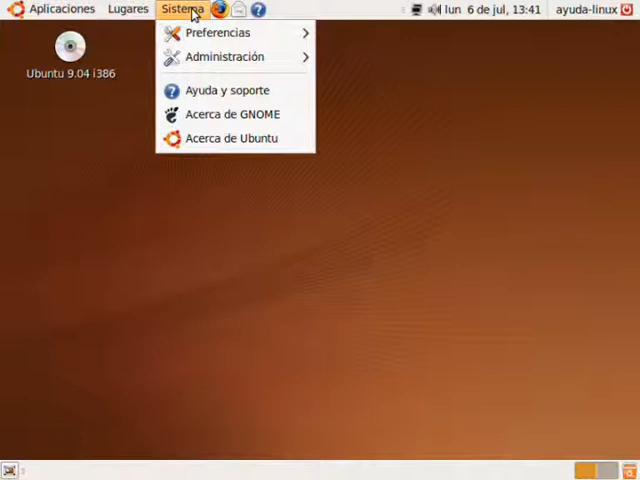 Aplicaciones Lugares Sistema lun 6 de jul, 13:41 ayuda-linux
Preferencias
Administración
Ayuda y soporte
Acerca de GNOME
Acerca de Ubuntu
Ubuntu 9.04 i386